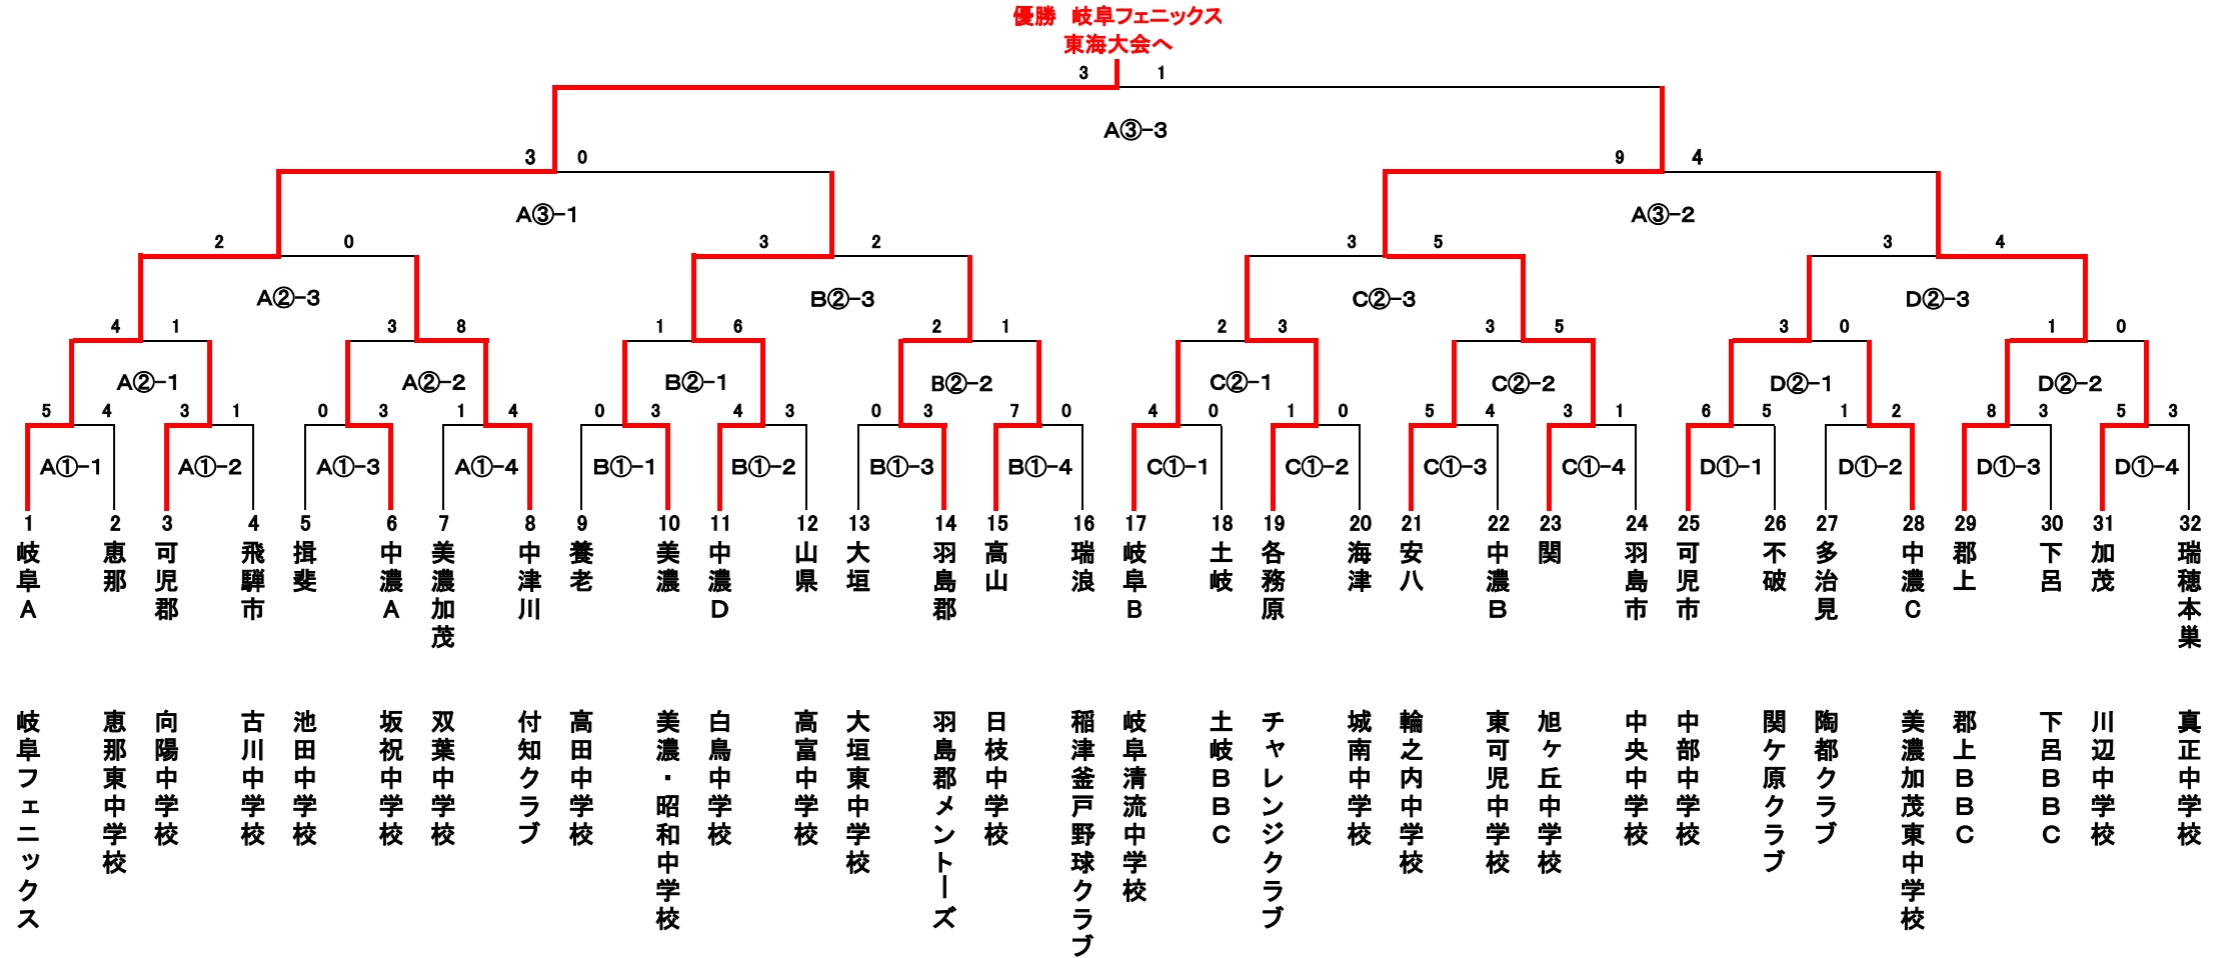 優勝 岐阜フェニックス
東海大会へ
3 1
A③-3
3 0 9 4
A③-1 A③-2
2 0 3 2 3 5 3 4
A②-3 B②-3 C②-3 D②-3
4 1 3 8 1 6 2 1 2 3 3 5 3 0 1 0
A②-1 A②-2 B②-1 B②-2 C②-1 C②-2 D②-1 D②-2
5 4 3 1 0 3 1 4 0 3 4 3 0 3 7 0 4 0 1 0 5 4 3 1 6 5 1 2 8 3 5 3
A①-1 A①-2 A①-3 A①-4 B①-1 B①-2 B①-3 B①-4 C①-1 C①-2 C①-3 C①-4 D①-1 D①-2 D①-3 D①-4
1 2 3 4 5 6 7 8 9 10 11 12 13 14 15 16 17 18 19 20 21 22 23 24 25 26 27 28 29 30 31 32
岐阜A
恵那
可児郡
飛騨市
揖斐
中濃A
美濃加茂
中津川
養老
美濃
中濃D
山県
大垣
羽島郡
高山
瑞浪
岐阜B
土岐
各務原
海津
安八
中濃B
関
羽島市
可児市
不破
多治見
中濃C
郡上
下呂
加茂
瑞穂本巣
岐阜フェニックス
恵那東中学校
向陽中学校
古川中学校
池田中学校
坂祝中学校
双葉中学校
付知クラブ
高田中学校
美濃・昭和中学校
白鳥中学校
高富中学校
大垣東中学校
羽島郡メントーズ
日枝中学校
稲津釜戸野球クラブ
岐阜清流中学校
土岐BBC
チャレンジクラブ
城南中学校
輪之内中学校
東可児中学校
旭ヶ丘中学校
中央中学校
中部中学校
関ケ原クラブ
陶都クラブ
美濃加茂東中学校
郡上BBC
下呂BBC
川辺中学校
真正中学校